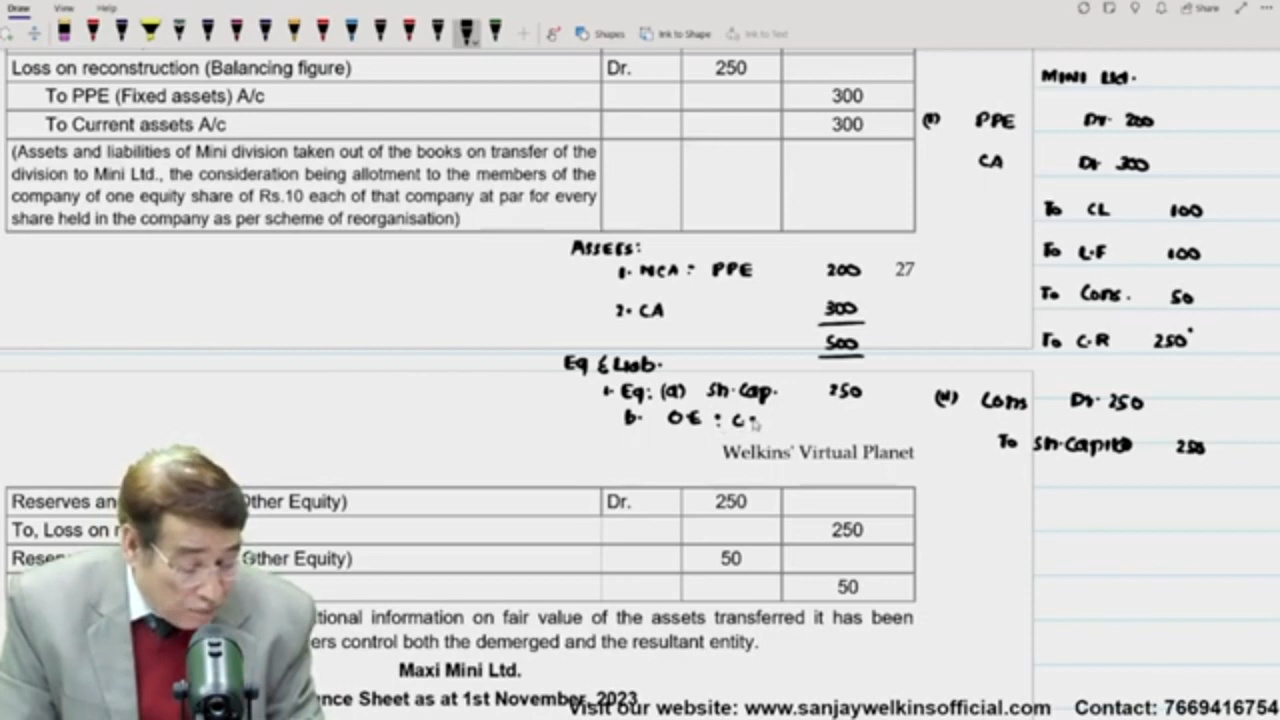 Draw View Help
Shapes Ink to Shape Ink to Text Share
Loss on reconstruction (Balancing figure) Dr. 250
To PPE (Fixed assets) A/c 300
To Current assets A/c 300
(Assets and liabilities of Mini division taken out of the books on transfer of the
division to Mini Ltd., the consideration being allotment to the members of the
company of one equity share of Rs.10 each of that company at par for every
share held in the company as per scheme of reorganisation)
ASSETS:
1. NCA: PPE 200
27
2. CA 300
500
Eq & Liab.
1. Eq: (a) Sh. Cap. 250
b. OE : C.
Welkins' Virtual Planet
MINI Ltd.
(i) PPE Dr. 200
CA Dr 300
To CL 100
To L.F 100
To Cons. 50
To C.R 250
(ii) Cons Dr. 250
To Sh. Capital 250
Reserves an Other Equity) Dr. 250
To, Loss on r 250
Rese Other Equity) 50
50
tional information on fair value of the assets transferred it has been
ers control both the demerged and the resultant entity.
Maxi Mini Ltd.
nce Sheet as at 1st November, 2023
Visit our website: www.sanjaywelkinsofficial.com Contact: 7669416754